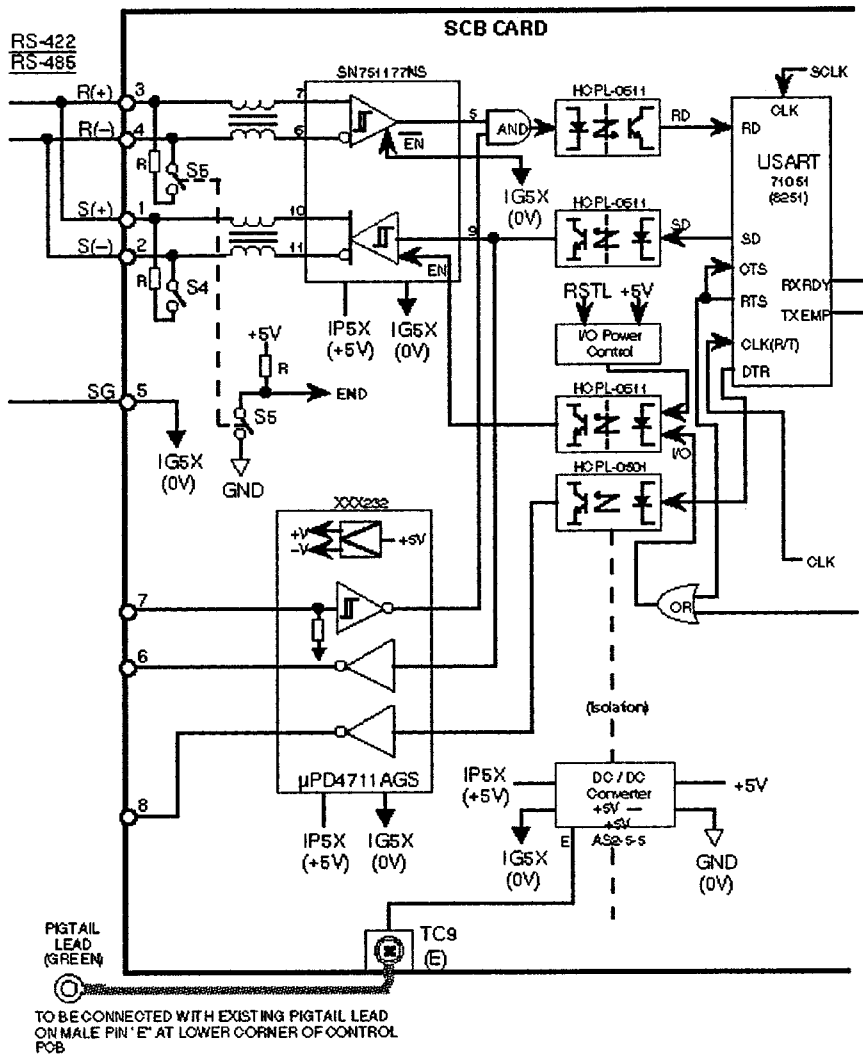 SCB CARD
RS-422
RS-485
SN751177NS
HCPL-0611
SCLK
CLK
R(+)
3
7
5
AND
RD
RD
R(–)
4
6
EN
USART
71051
(8251)
R
S5
IG5X
(0V)
HCPL-0611
S(+)
1
10
9
SD
SD
S(–)
2
11
EN
CTS
RXRDY
R
S4
RSTL
+5V
RTS
TXEMP
IP5X
(+5V)
IG5X
(0V)
I/O Power
Control
CLK(R/T)
DTR
+5V
R
HCPL-0611
SG
5
END
S5
I/O
IG5X
(0V)
GND
HCPL-0601
XXX232
+V
–V
+5V
CLK
7
OR
6
(Isolation)
8
µPD4711AGS
IP5X
(+5V)
DC / DC
Converter
+5V —
+5V
+5V
IP5X
(+5V)
IG5X
(0V)
IG5X
(0V)
E
AS2-5-5
GND
(0V)
PIGTAIL
LEAD
(GREEN)
TC9
(E)
TO BE CONNECTED WITH EXISTING PIGTAIL LEAD
ON MALE PIN "E" AT LOWER CORNER OF CONTROL
PCB